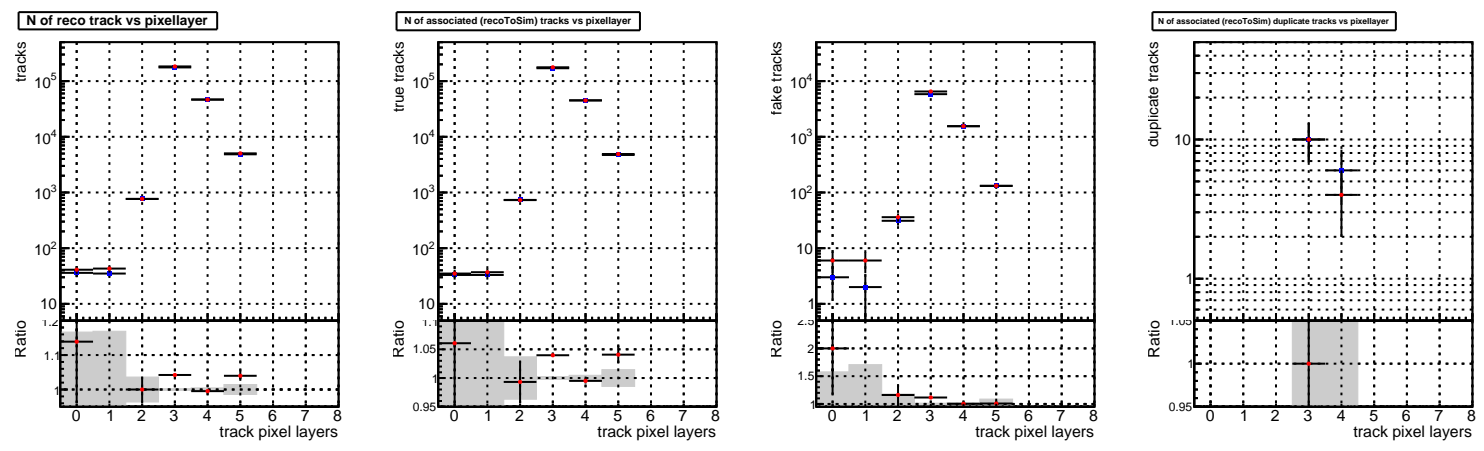 N of reco track vs pixellayer
tracks
10^5
10^4
10^3
10^2
10
Ratio
1.2
1.1
1
0 1 2 3 4 5 6 7 8
track pixel layers
N of associated (recoToSim) tracks vs pixellayer
true tracks
10^5
10^4
10^3
10^2
10
Ratio
1.1
1.05
1
0.95
0 1 2 3 4 5 6 7 8
track pixel layers
fake tracks
10^4
10^3
10^2
10
1
Ratio
2.5
2
1.5
1
0 1 2 3 4 5 6 7 8
track pixel layers
N of associated (recoToSim) duplicate tracks vs pixellayer
duplicate tracks
10
1
Ratio
1.05
1
0.95
0 1 2 3 4 5 6 7 8
track pixel layers